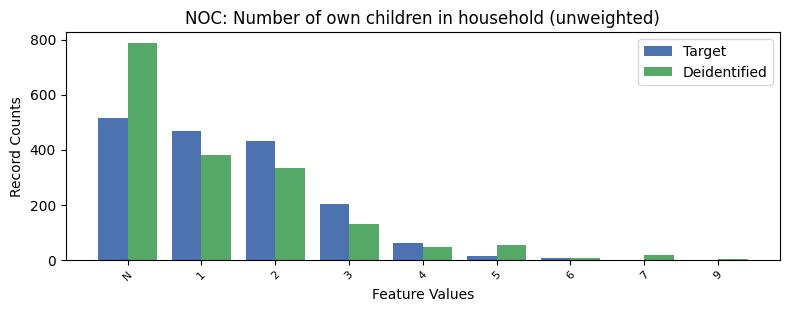 NOC: Number of own children in household (unweighted)
Target
Deidentified
Record Counts
800
600
400
200
0
N 1 2 3 4 5 6 7 9
Feature Values